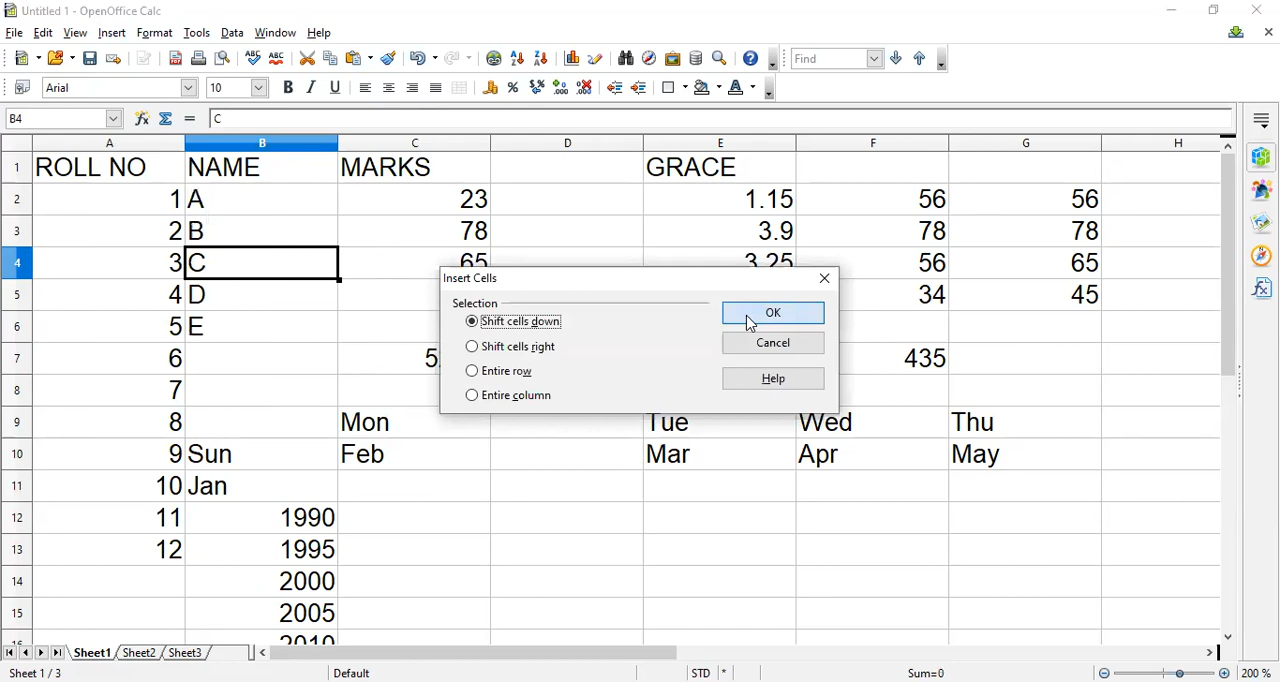 Untitled 1 - OpenOffice Calc
File Edit View Insert Format Tools Data Window Help
Find
Arial 10
B4 C
A B C D E F G H
1 ROLL NO NAME MARKS GRACE
2 1 A 23 1.15 56 56
3 2 B 78 3.9 78 78
4 3 C 65 3.25 56 65
5 4 D 34 45
6 5 E
7 6 435
8 7
9 8 Mon Tue Wed Thu
10 9 Sun Feb Mar Apr May
11 10 Jan
12 11 1990
13 12 1995
14 2000
15 2005
16 2010
Insert Cells
Selection
Shift cells down
Shift cells right
Entire row
Entire column
OK
Cancel
Help
Sheet1 Sheet2 Sheet3
Sheet 1 / 3 Default STD * Sum=0 200 %